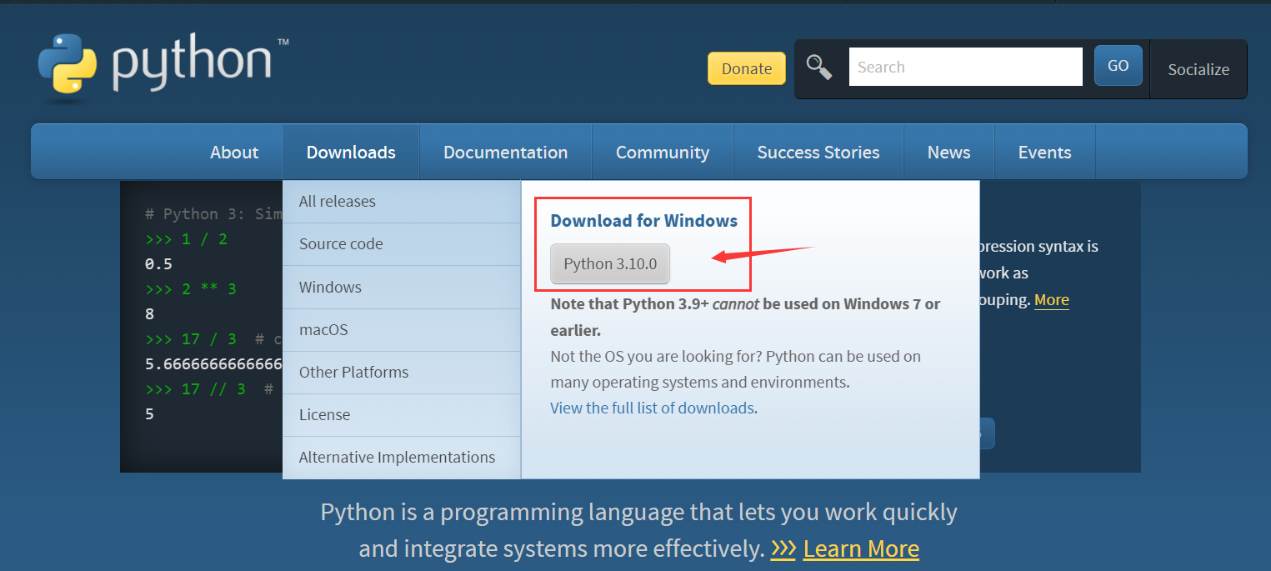 python™
Donate
Search
GO
Socialize
About
Downloads
Documentation
Community
Success Stories
News
Events
# Python 3: Sim
>>> 1 / 2
0.5
>>> 2 ** 3
8
>>> 17 / 3 # c
5.6666666666666
>>> 17 // 3 #
5
All releases
Source code
Windows
macOS
Other Platforms
License
Alternative Implementations
Download for Windows
Python 3.10.0
Note that Python 3.9+ cannot be used on Windows 7 or
earlier.
Not the OS you are looking for? Python can be used on
many operating systems and environments.
View the full list of downloads.
pression syntax is
work as
ouping. More
Python is a programming language that lets you work quickly
and integrate systems more effectively. >>> Learn More